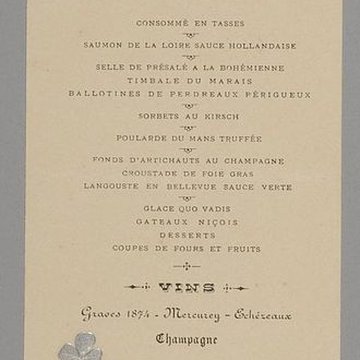 CONSOMMÉ EN TASSES
SAUMON DE LA LOIRE SAUCE HOLLANDAISE
SELLE DE PRÉSALÉ A LA BOHÉMIENNE
TIMBALE DU MARAIS
BALLOTINES DE PERDREAUX PÉRIGUEUX
SORBETS AU KIRSCH
POULARDE DU MANS TRUFFÉE
FONDS D'ARTICHAUTS AU CHAMPAGNE
CROUSTADE DE FOIE GRAS
LANGOUSTE EN BELLEVUE SAUCE VERTE
GLACE QUO VADIS
GATEAUX NIÇOIS
DESSERTS
COUPES DE FOURS ET FRUITS
VINS
Graves 1874 - Mercurey - Echézeaux
Champagne